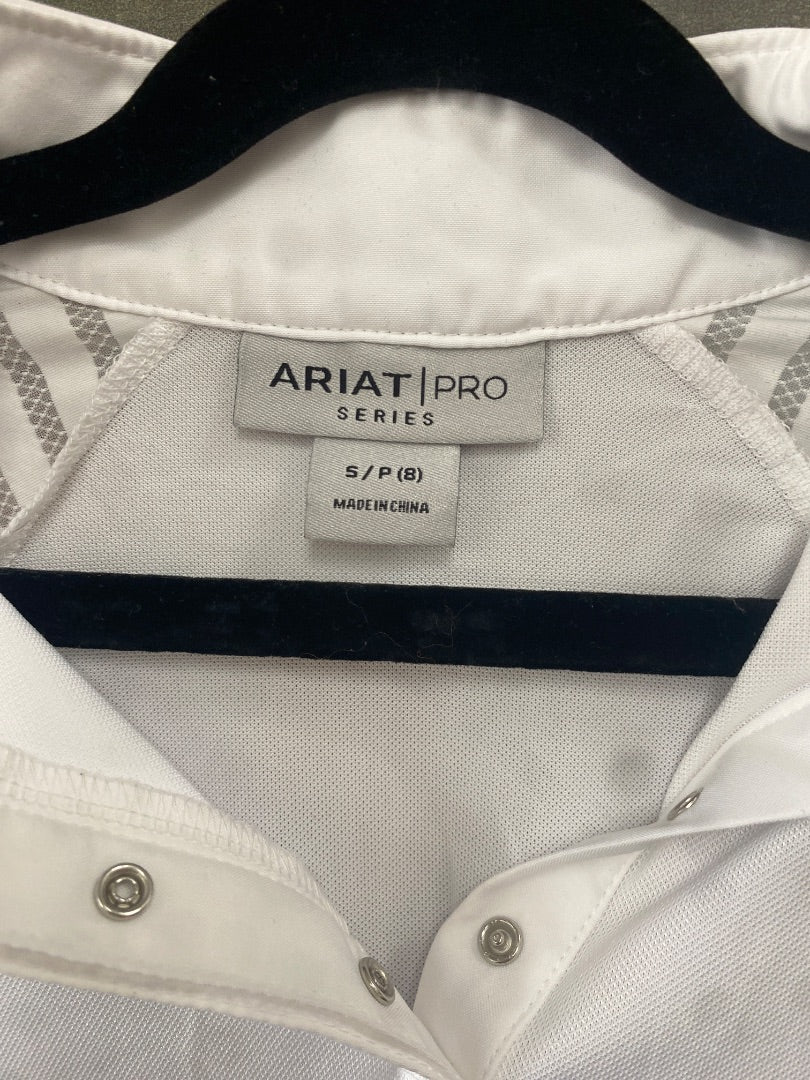 ARIAT|PRO
SERIES
S/P (8)
MADE IN CHINA